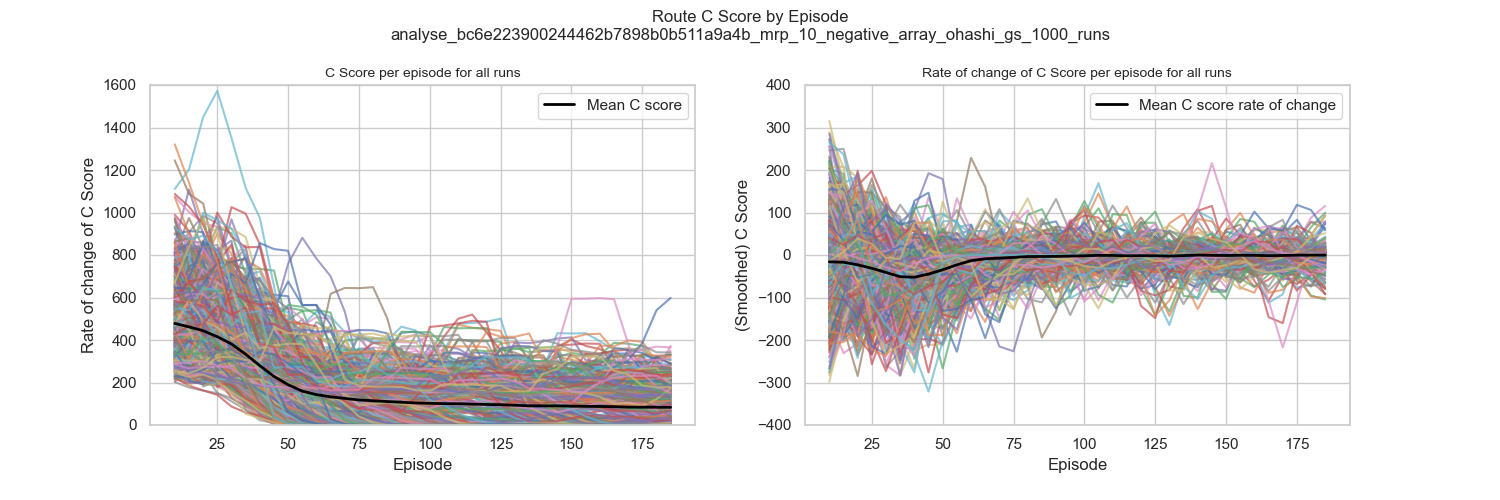 Route C Score by Episode
analyse_bc6e223900244462b7898b0b511a9a4b_mrp_10_negative_array_ohashi_gs_1000_runs
C Score per episode for all runs
Rate of change of C Score
1600
1400
1200
1000
800
600
400
200
0
Mean C score
25 50 75 100 125 150 175
Episode
Rate of change of C Score per episode for all runs
(Smoothed) C Score
400
300
200
100
0
−100
−200
−300
−400
Mean C score rate of change
25 50 75 100 125 150 175
Episode